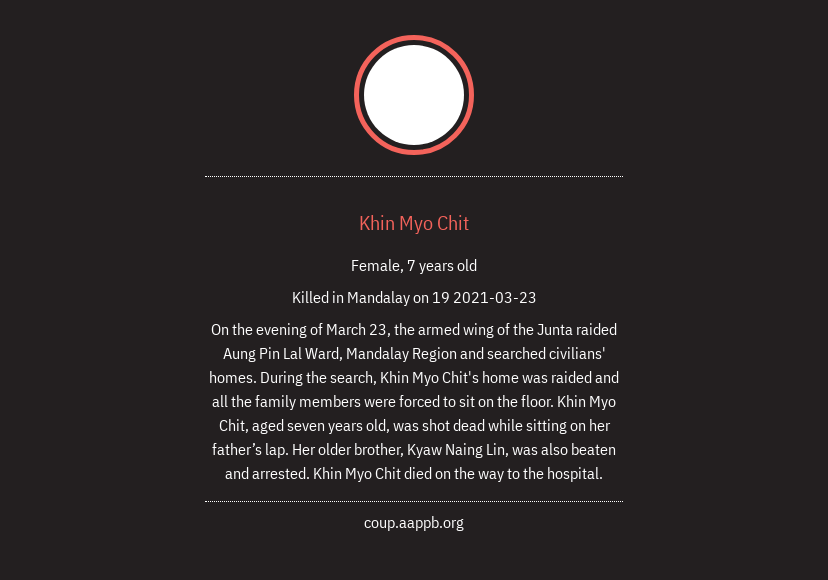 Khin Myo Chit
Female, 7 years old
Killed in Mandalay on 19 2021-03-23
On the evening of March 23, the armed wing of the Junta raided
Aung Pin Lal Ward, Mandalay Region and searched civilians'
homes. During the search, Khin Myo Chit's home was raided and
all the family members were forced to sit on the floor. Khin Myo
Chit, aged seven years old, was shot dead while sitting on her
father’s lap. Her older brother, Kyaw Naing Lin, was also beaten
and arrested. Khin Myo Chit died on the way to the hospital.
coup.aappb.org